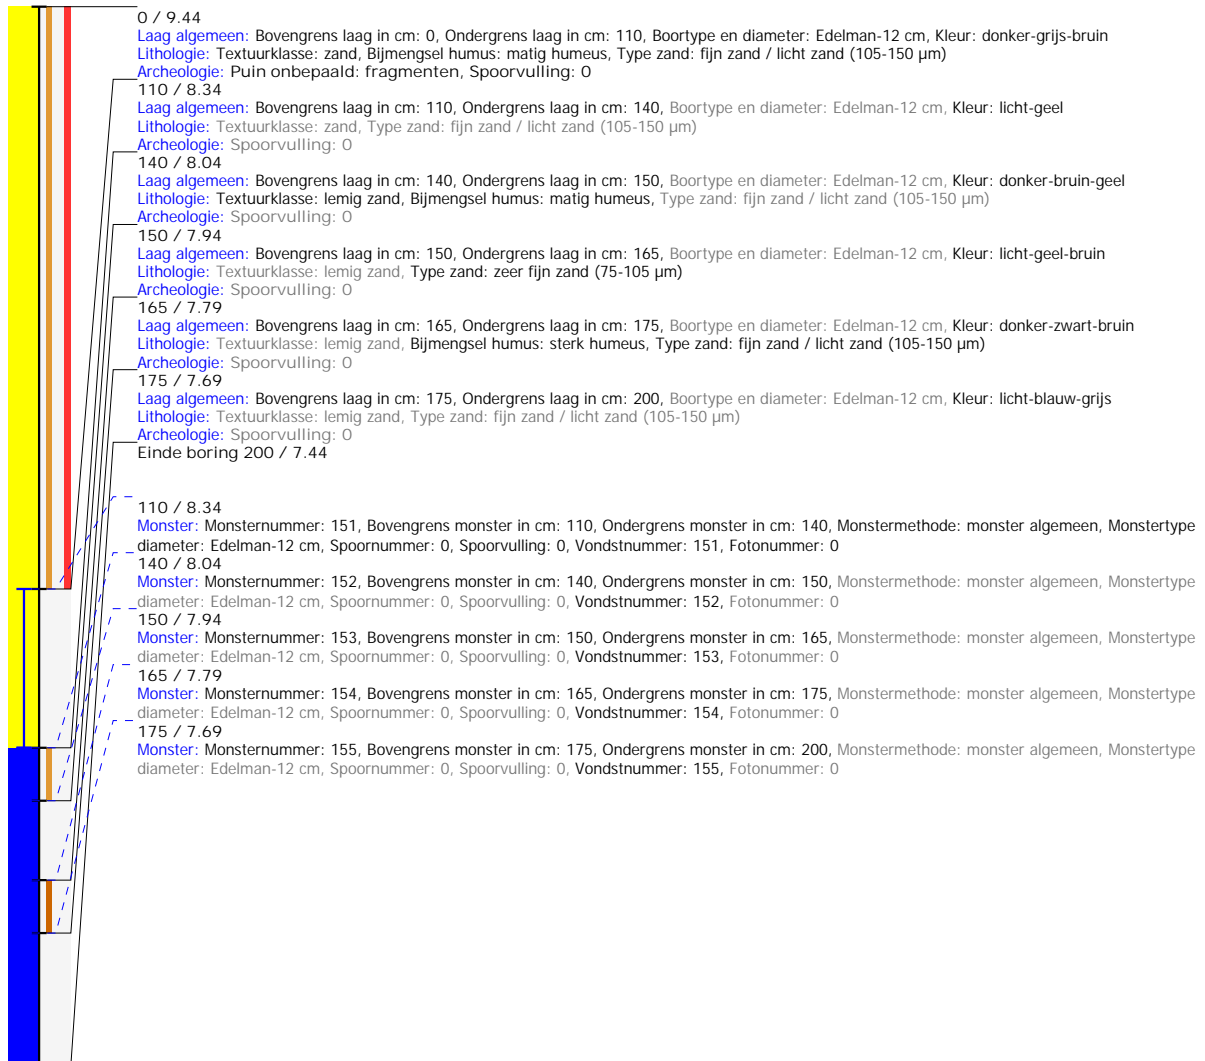 0 / 9.44
Laag algemeen: Bovengrens laag in cm: 0, Ondergrens laag in cm: 110, Boortype en diameter: Edelman-12 cm, Kleur: donker-grijs-bruin
Lithologie: Textuurklasse: zand, Bijmengsel humus: matig humeus, Type zand: fijn zand / licht zand (105-150 µm)
Archeologie: Puin onbepaald: fragmenten, Spoorvulling: 0
110 / 8.34
Laag algemeen: Bovengrens laag in cm: 110, Ondergrens laag in cm: 140, Boortype en diameter: Edelman-12 cm, Kleur: licht-geel
Lithologie: Textuurklasse: zand, Type zand: fijn zand / licht zand (105-150 µm)
Archeologie: Spoorvulling: 0
140 / 8.04
Laag algemeen: Bovengrens laag in cm: 140, Ondergrens laag in cm: 150, Boortype en diameter: Edelman-12 cm, Kleur: donker-bruin-geel
Lithologie: Textuurklasse: lemig zand, Bijmengsel humus: matig humeus, Type zand: fijn zand / licht zand (105-150 µm)
Archeologie: Spoorvulling: 0
150 / 7.94
Laag algemeen: Bovengrens laag in cm: 150, Ondergrens laag in cm: 165, Boortype en diameter: Edelman-12 cm, Kleur: licht-geel-bruin
Lithologie: Textuurklasse: lemig zand, Type zand: zeer fijn zand (75-105 µm)
Archeologie: Spoorvulling: 0
165 / 7.79
Laag algemeen: Bovengrens laag in cm: 165, Ondergrens laag in cm: 175, Boortype en diameter: Edelman-12 cm, Kleur: donker-zwart-bruin
Lithologie: Textuurklasse: lemig zand, Bijmengsel humus: sterk humeus, Type zand: fijn zand / licht zand (105-150 µm)
Archeologie: Spoorvulling: 0
175 / 7.69
Laag algemeen: Bovengrens laag in cm: 175, Ondergrens laag in cm: 200, Boortype en diameter: Edelman-12 cm, Kleur: licht-blauw-grijs
Lithologie: Textuurklasse: lemig zand, Type zand: fijn zand / licht zand (105-150 µm)
Archeologie: Spoorvulling: 0
Einde boring 200 / 7.44
110 / 8.34
Monster: Monsternummer: 151, Bovengrens monster in cm: 110, Ondergrens monster in cm: 140, Monstermethode: monster algemeen, Monstertype
diameter: Edelman-12 cm, Spoornummer: 0, Spoorvulling: 0, Vondstnummer: 151, Fotonummer: 0
140 / 8.04
Monster: Monsternummer: 152, Bovengrens monster in cm: 140, Ondergrens monster in cm: 150, Monstermethode: monster algemeen, Monstertype
diameter: Edelman-12 cm, Spoornummer: 0, Spoorvulling: 0, Vondstnummer: 152, Fotonummer: 0
150 / 7.94
Monster: Monsternummer: 153, Bovengrens monster in cm: 150, Ondergrens monster in cm: 165, Monstermethode: monster algemeen, Monstertype
diameter: Edelman-12 cm, Spoornummer: 0, Spoorvulling: 0, Vondstnummer: 153, Fotonummer: 0
165 / 7.79
Monster: Monsternummer: 154, Bovengrens monster in cm: 165, Ondergrens monster in cm: 175, Monstermethode: monster algemeen, Monstertype
diameter: Edelman-12 cm, Spoornummer: 0, Spoorvulling: 0, Vondstnummer: 154, Fotonummer: 0
175 / 7.69
Monster: Monsternummer: 155, Bovengrens monster in cm: 175, Ondergrens monster in cm: 200, Monstermethode: monster algemeen, Monstertype
diameter: Edelman-12 cm, Spoornummer: 0, Spoorvulling: 0, Vondstnummer: 155, Fotonummer: 0